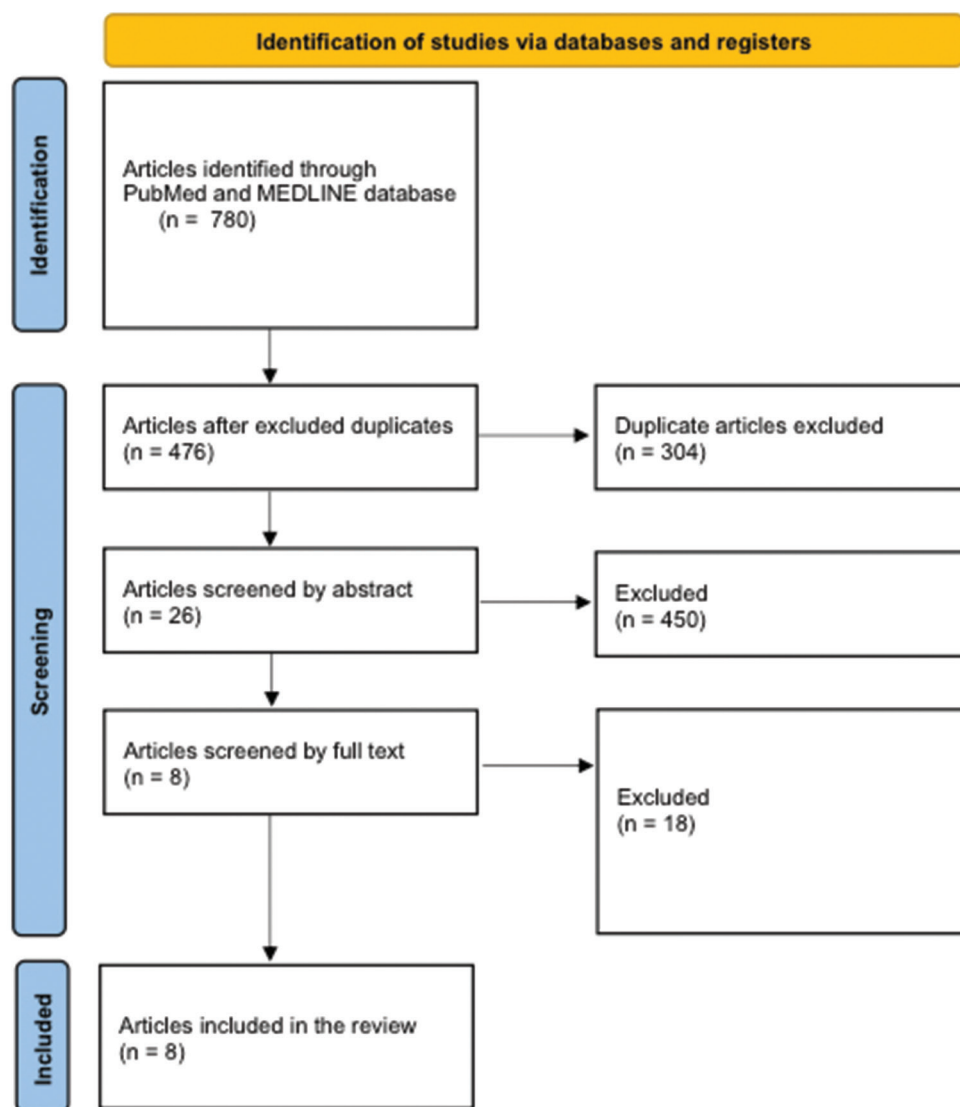 Identification of studies via databases and registers
Identification
Articles identified through
PubMed and MEDLINE database
(n = 780)
Screening
Articles after excluded duplicates
(n = 476)
Duplicate articles excluded
(n = 304)
Articles screened by abstract
(n = 26)
Excluded
(n = 450)
Articles screened by full text
(n = 8)
Excluded
(n = 18)
Included
Articles included in the review
(n = 8)